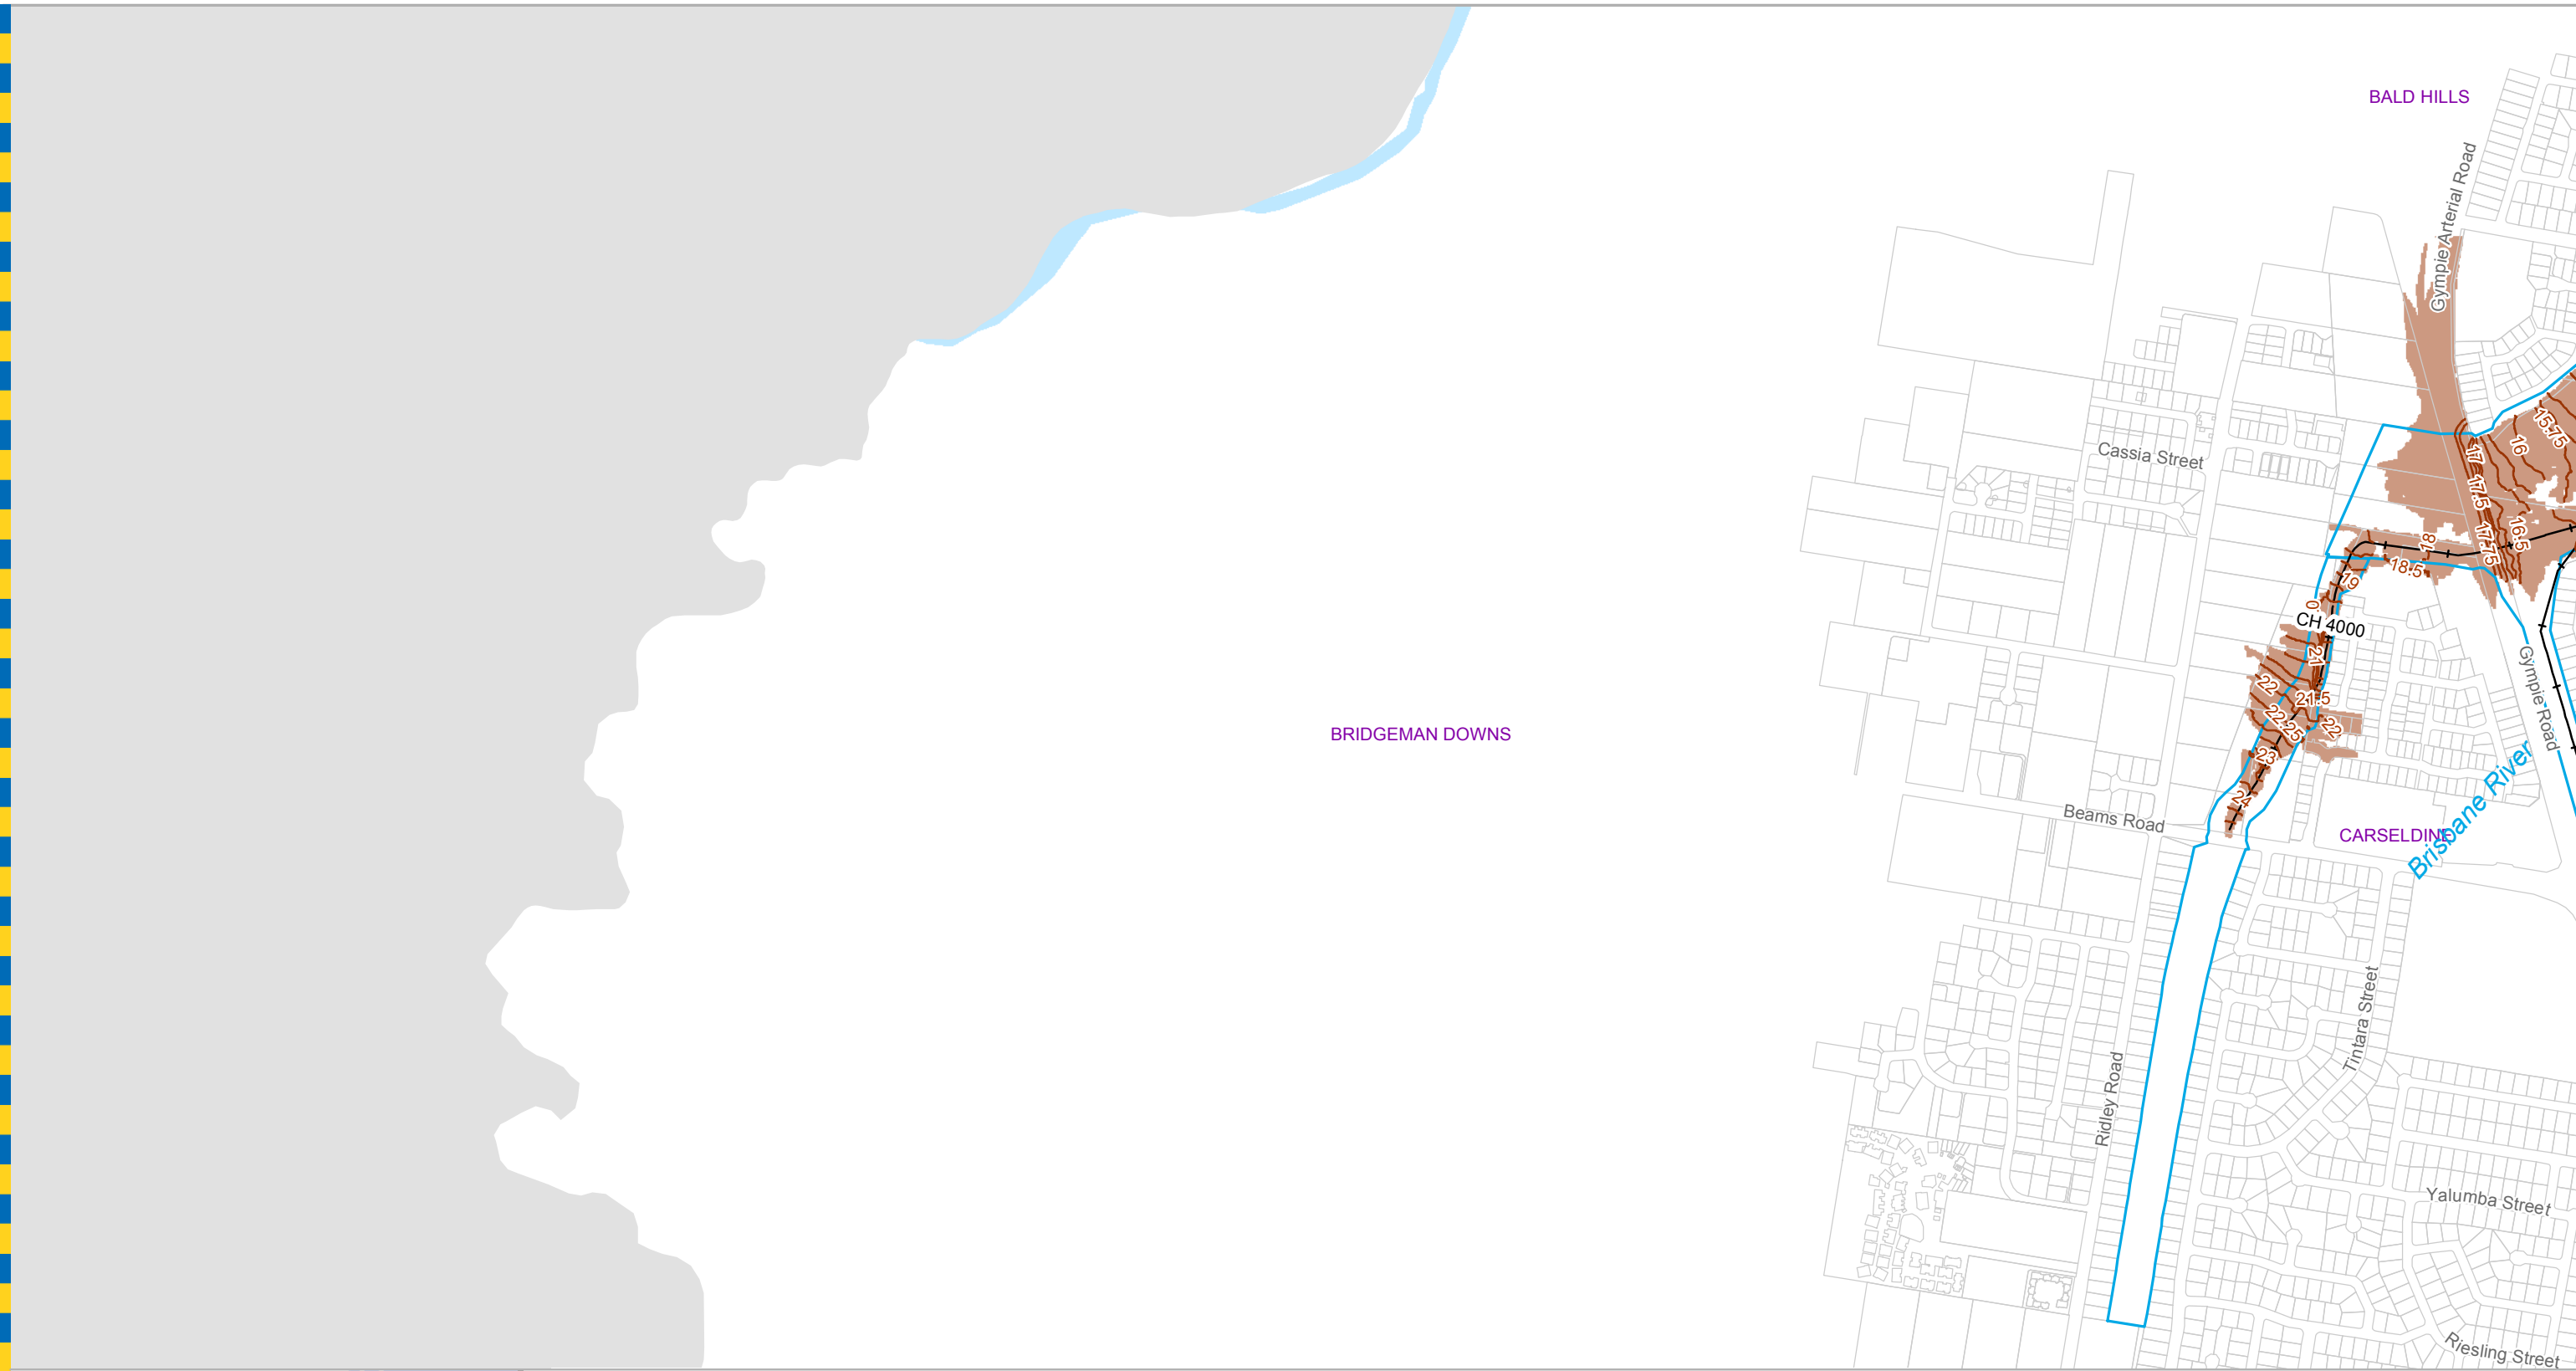 BALD HILLS
Gympie Arterial Road
15.75
16
Cassia Street
17
17.5
16.5
17.75
18
18.5
19
0
CH 4000
21
22
21.5
22.25
22
23
24
Gympie Road
BRIDGEMAN DOWNS
Beams Road
CARSELDINE
Brisbane River
Tintara Street
Ridley Road
Yalumba Street
Riesling Street